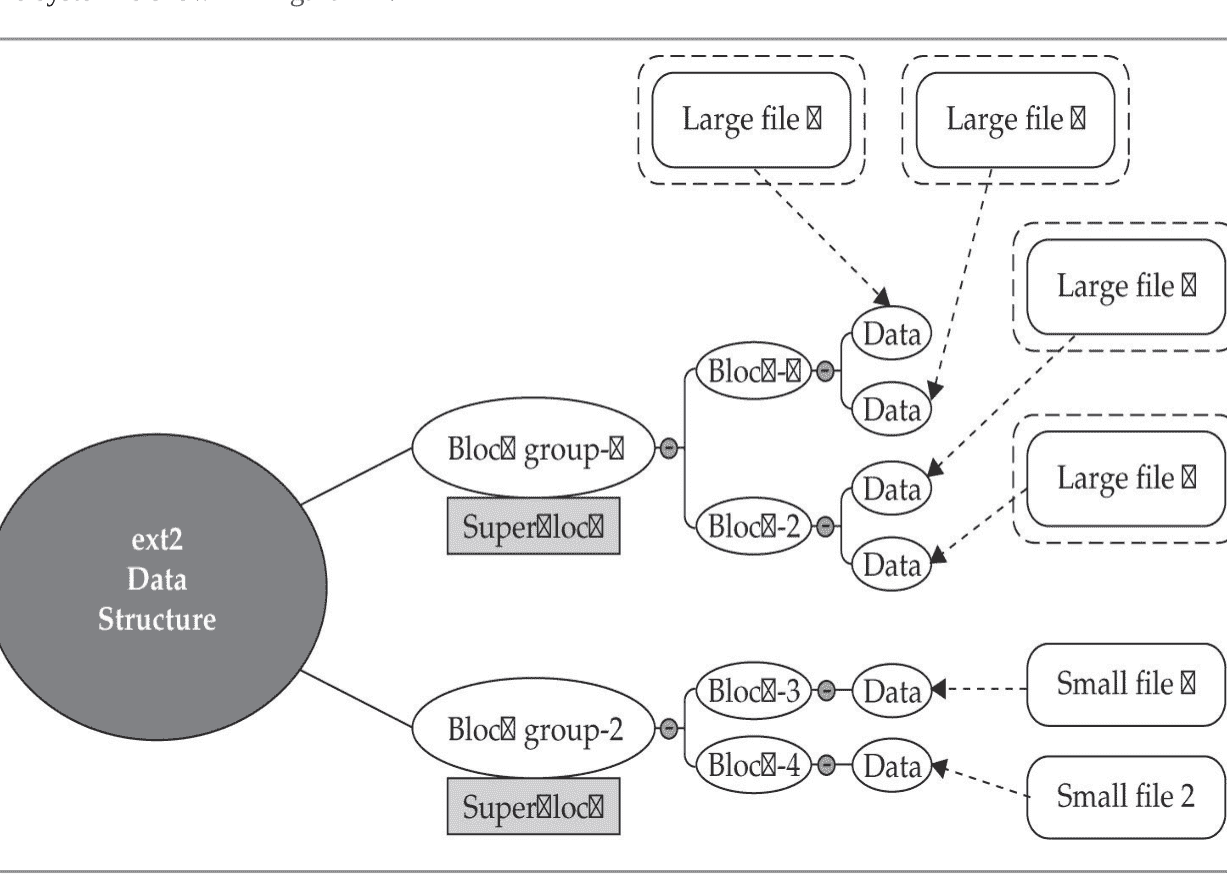 Large file ☒
Large file ☒
Large file ☒
Data
Bloc☒-☒
Data
Bloc☒ group-☒
Large file ☒
Data
Super☒loc☒
Bloc☒-2
ext2
Data
Structure
Data
Small file ☒
Bloc☒-3
Data
Bloc☒ group-2
Bloc☒-4
Data
Small file 2
Super☒loc☒